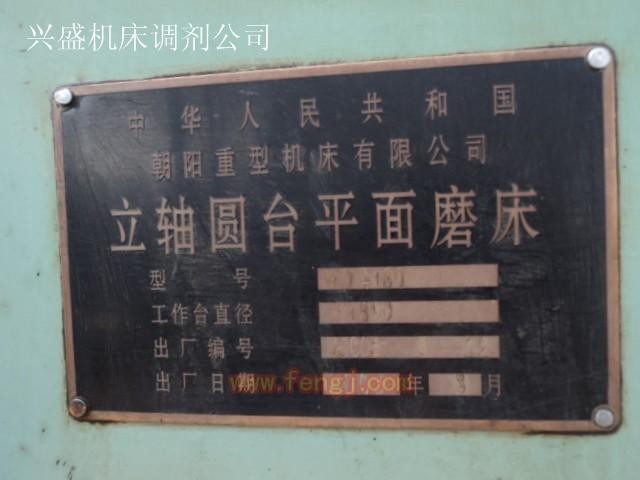 兴盛机床调剂公司
中华人民共和国
朝阳重型机床有限公司
立轴圆台平面磨床
型号
工作台直径
出厂编号
出厂日期 年 3 月
www.fengj.com